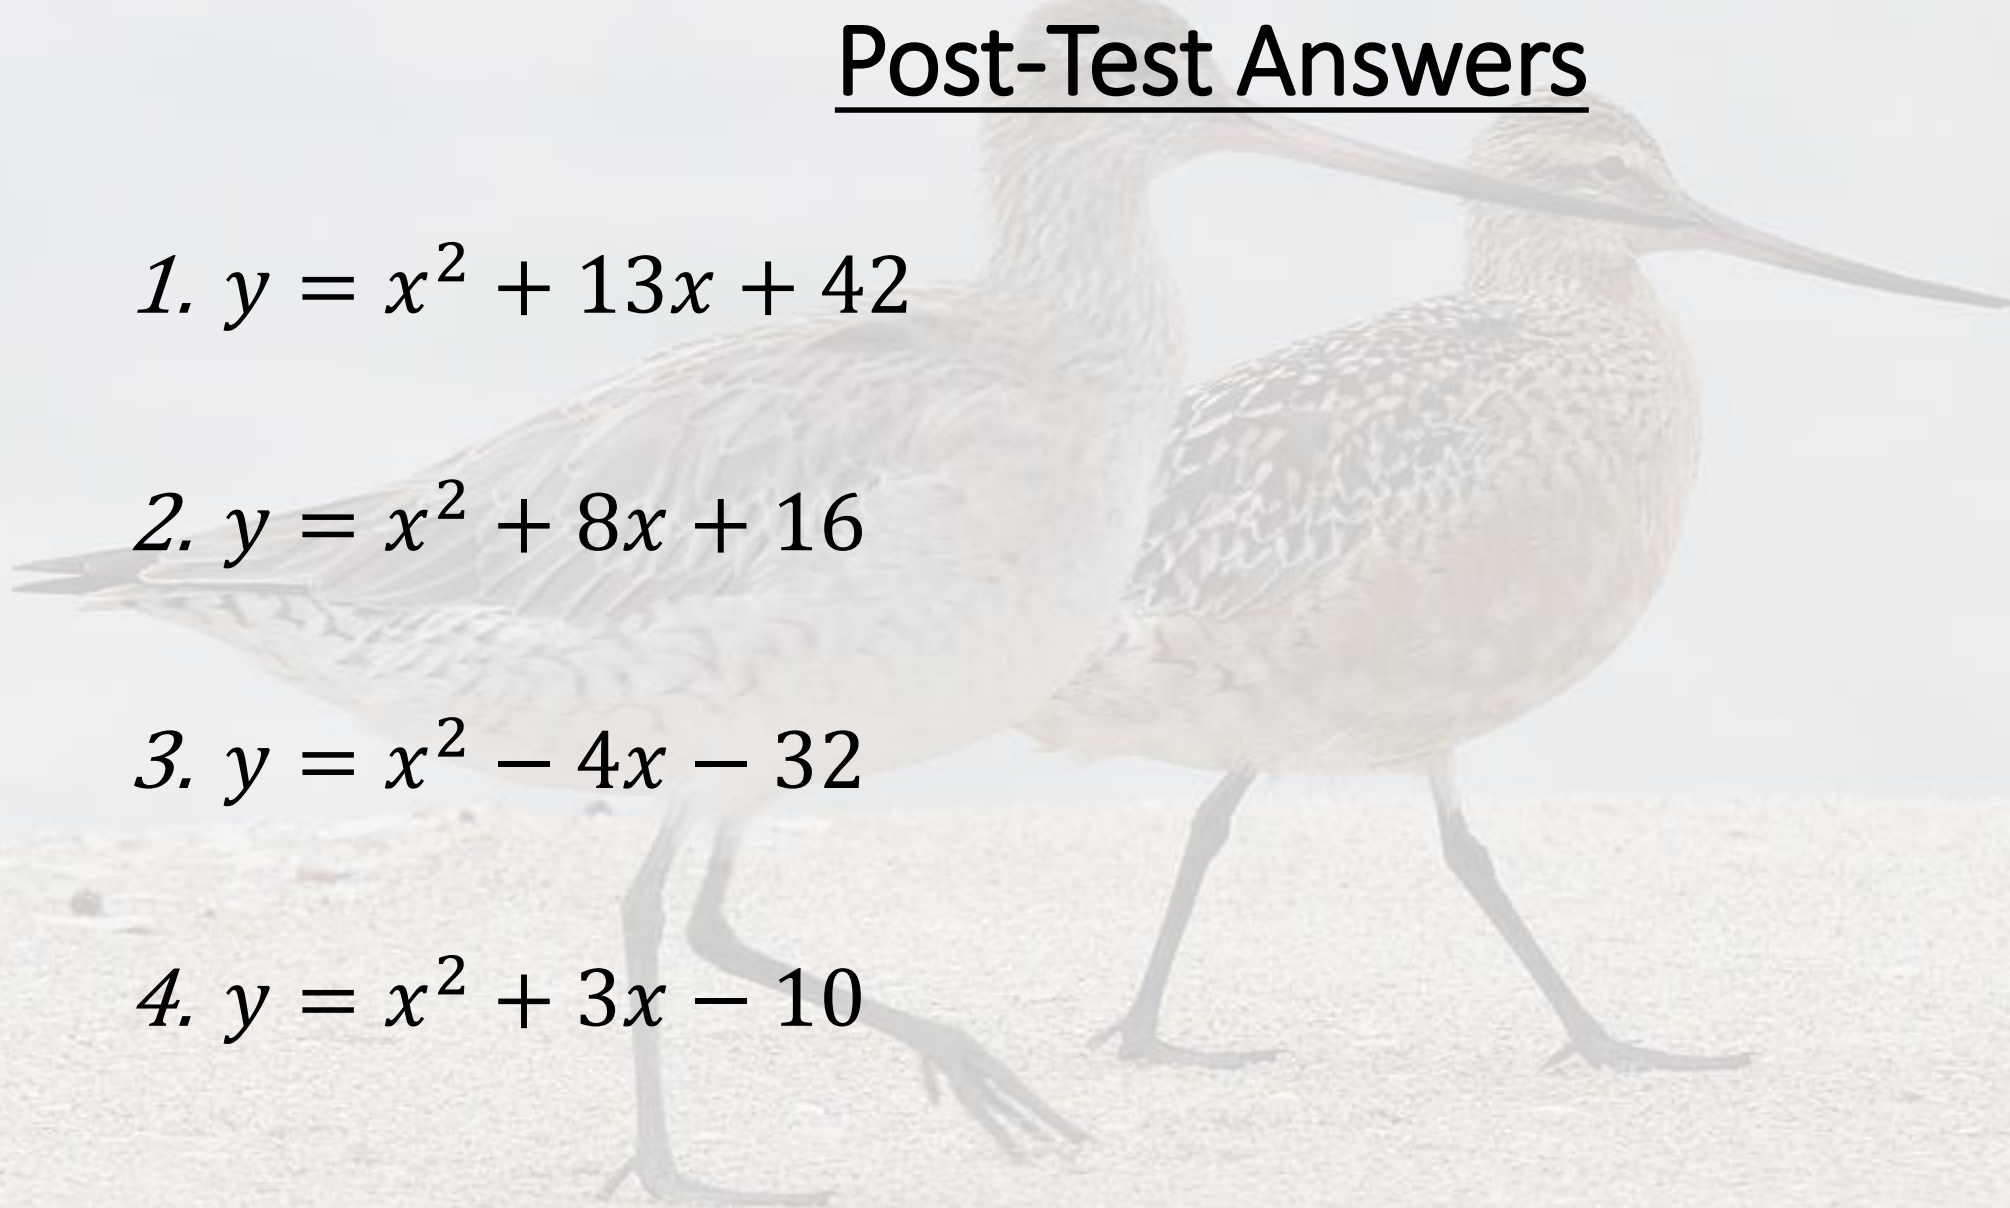 Post-Test Answers
1. y = x² + 13x + 42
2. y = x² + 8x + 16
3. y = x² − 4x − 32
4. y = x² + 3x − 10